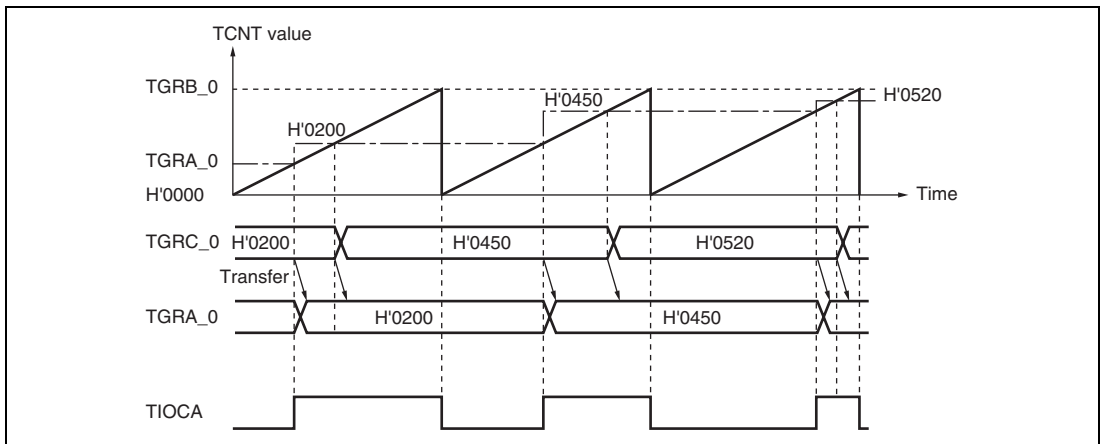 TCNT value
TGRB_0
H'0450
H'0520
H'0200
TGRA_0
H'0000
Time
TGRC_0 H'0200 H'0450 H'0520
Transfer
TGRA_0 H'0200 H'0450
TIOCA